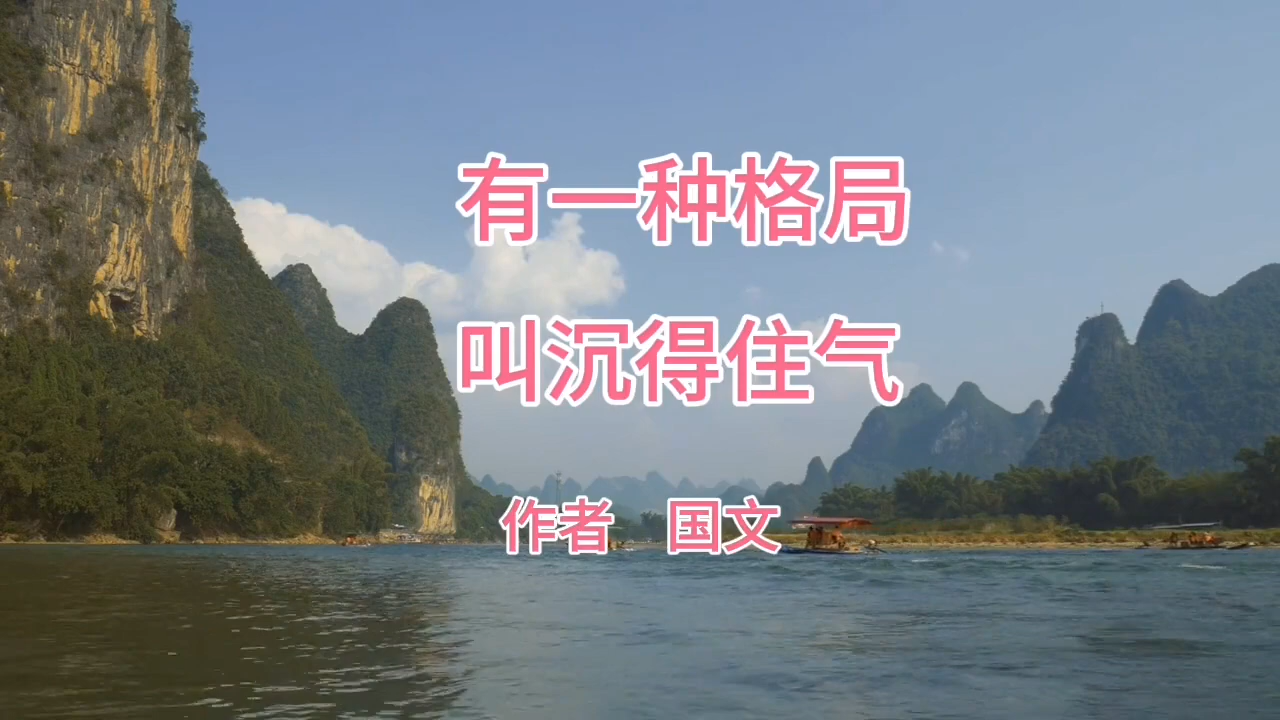 有一种格局
叫沉得住气
作者 国文